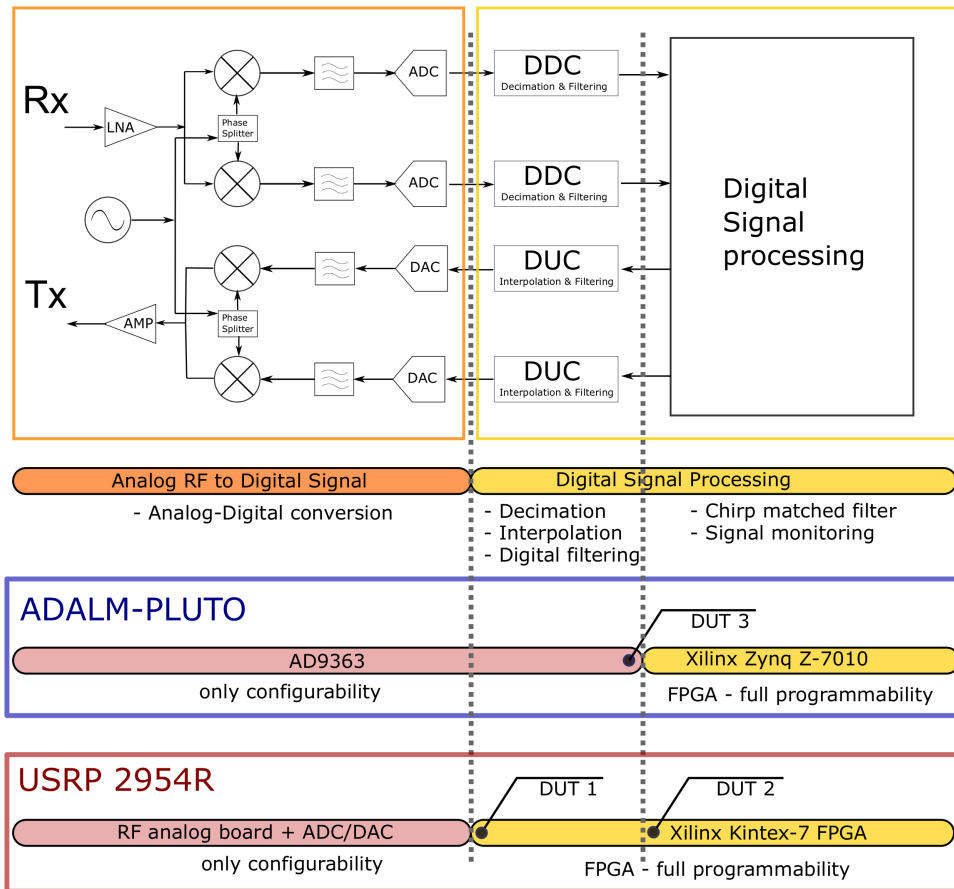 Rx
LNA
Phase
Splitter
ADC
DDC
Decimation & Filtering
ADC
DDC
Decimation & Filtering
Digital
Signal
processing
Tx
AMP
Phase
Splitter
DAC
DUC
Interpolation & Filtering
DAC
DUC
Interpolation & Filtering
Analog RF to Digital Signal
Digital Signal Processing
- Analog-Digital conversion
- Decimation
- Interpolation
- Digital filtering
- Chirp matched filter
- Signal monitoring
ADALM-PLUTO
DUT 3
AD9363
Xilinx Zynq Z-7010
only configurability
FPGA - full programmability
USRP 2954R
DUT 1
DUT 2
RF analog board + ADC/DAC
Xilinx Kintex-7 FPGA
only configurability
FPGA - full programmability